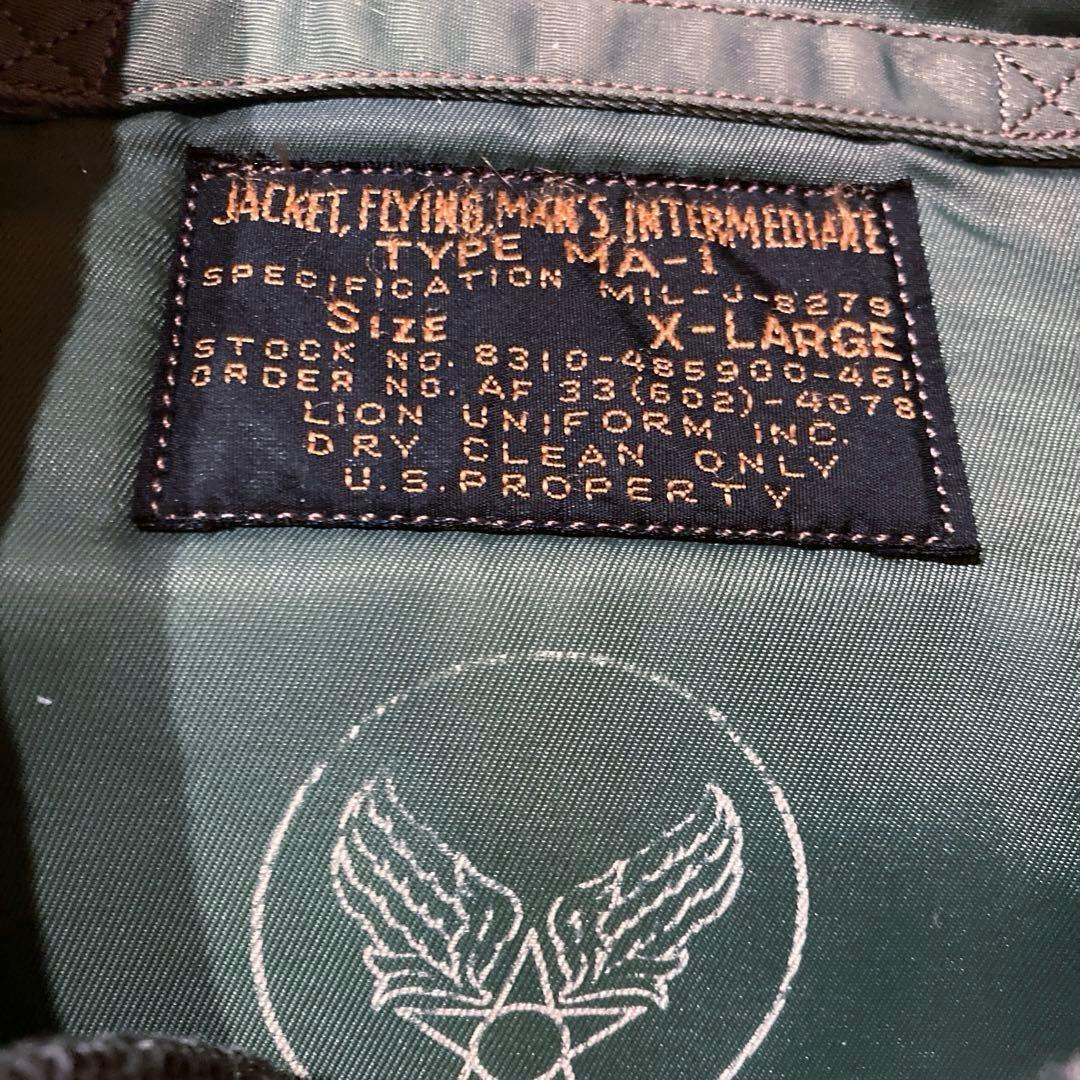 JACKET, FLYING, MAN'S, INTERMEDIATE
TYPE MA-1
SPECIFICATION MIL-J-8279
SIZE X-LARGE
STOCK NO. 8310-485900-461
ORDER NO. AF 33(602)-4078
LION UNIFORM INC.
DRY CLEAN ONLY
U.S. PROPERTY